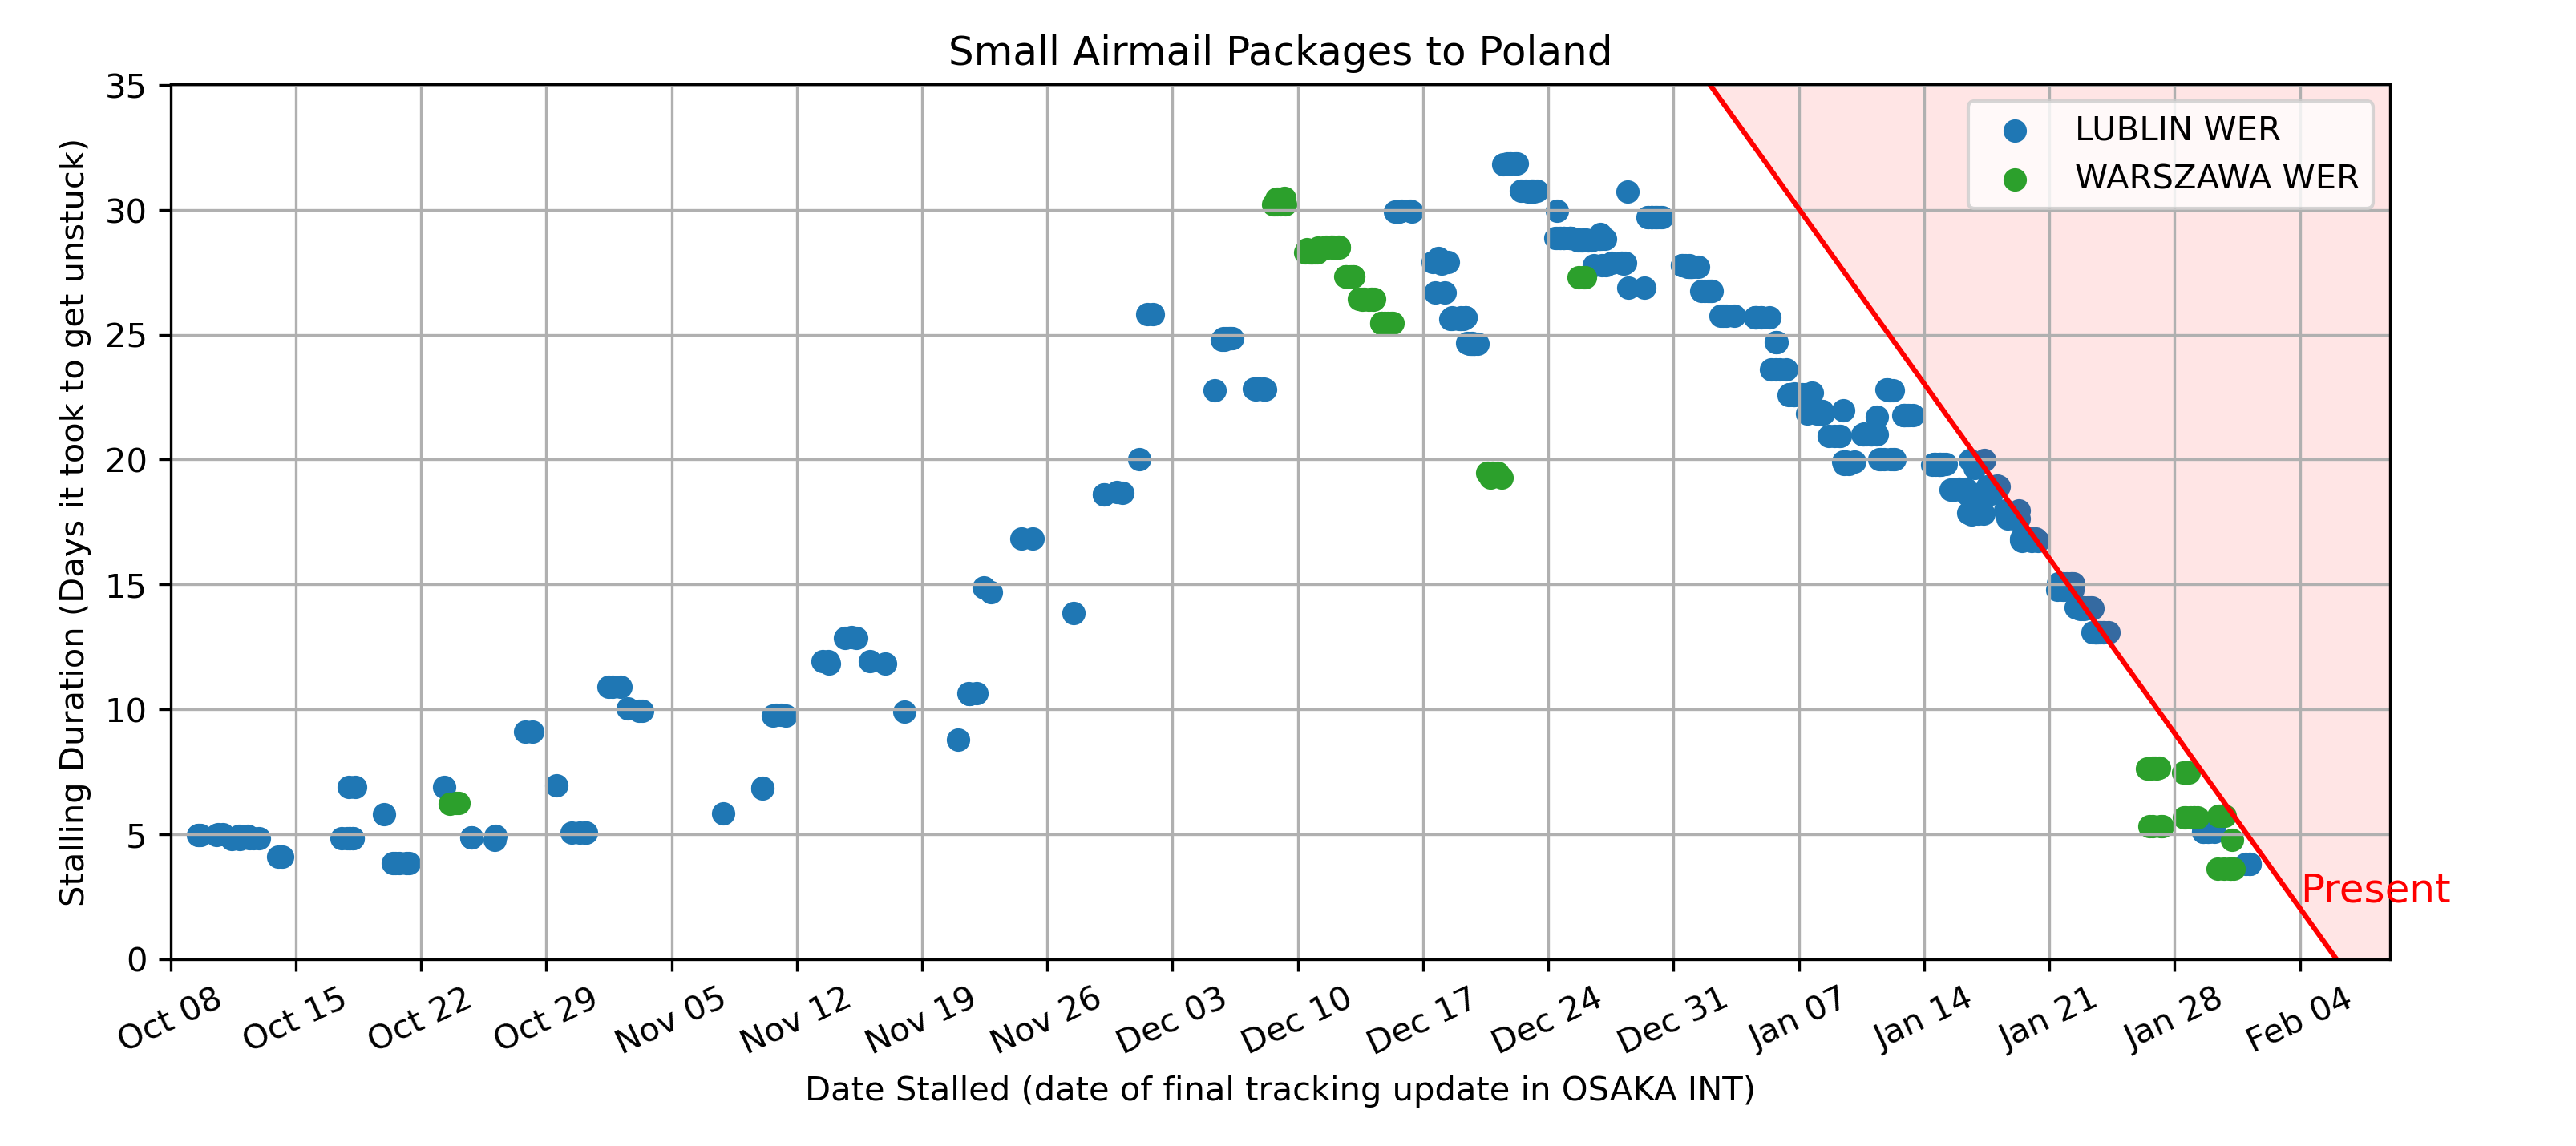 Small Airmail Packages to Poland
35
30
25
20
15
10
5
0
Stalling Duration (Days it took to get unstuck)
LUBLIN WER
WARSZAWA WER
Present
Oct 08
Oct 15
Oct 22
Oct 29
Nov 05
Nov 12
Nov 19
Nov 26
Dec 03
Dec 10
Dec 17
Dec 24
Dec 31
Jan 07
Jan 14
Jan 21
Jan 28
Feb 04
Date Stalled (date of final tracking update in OSAKA INT)